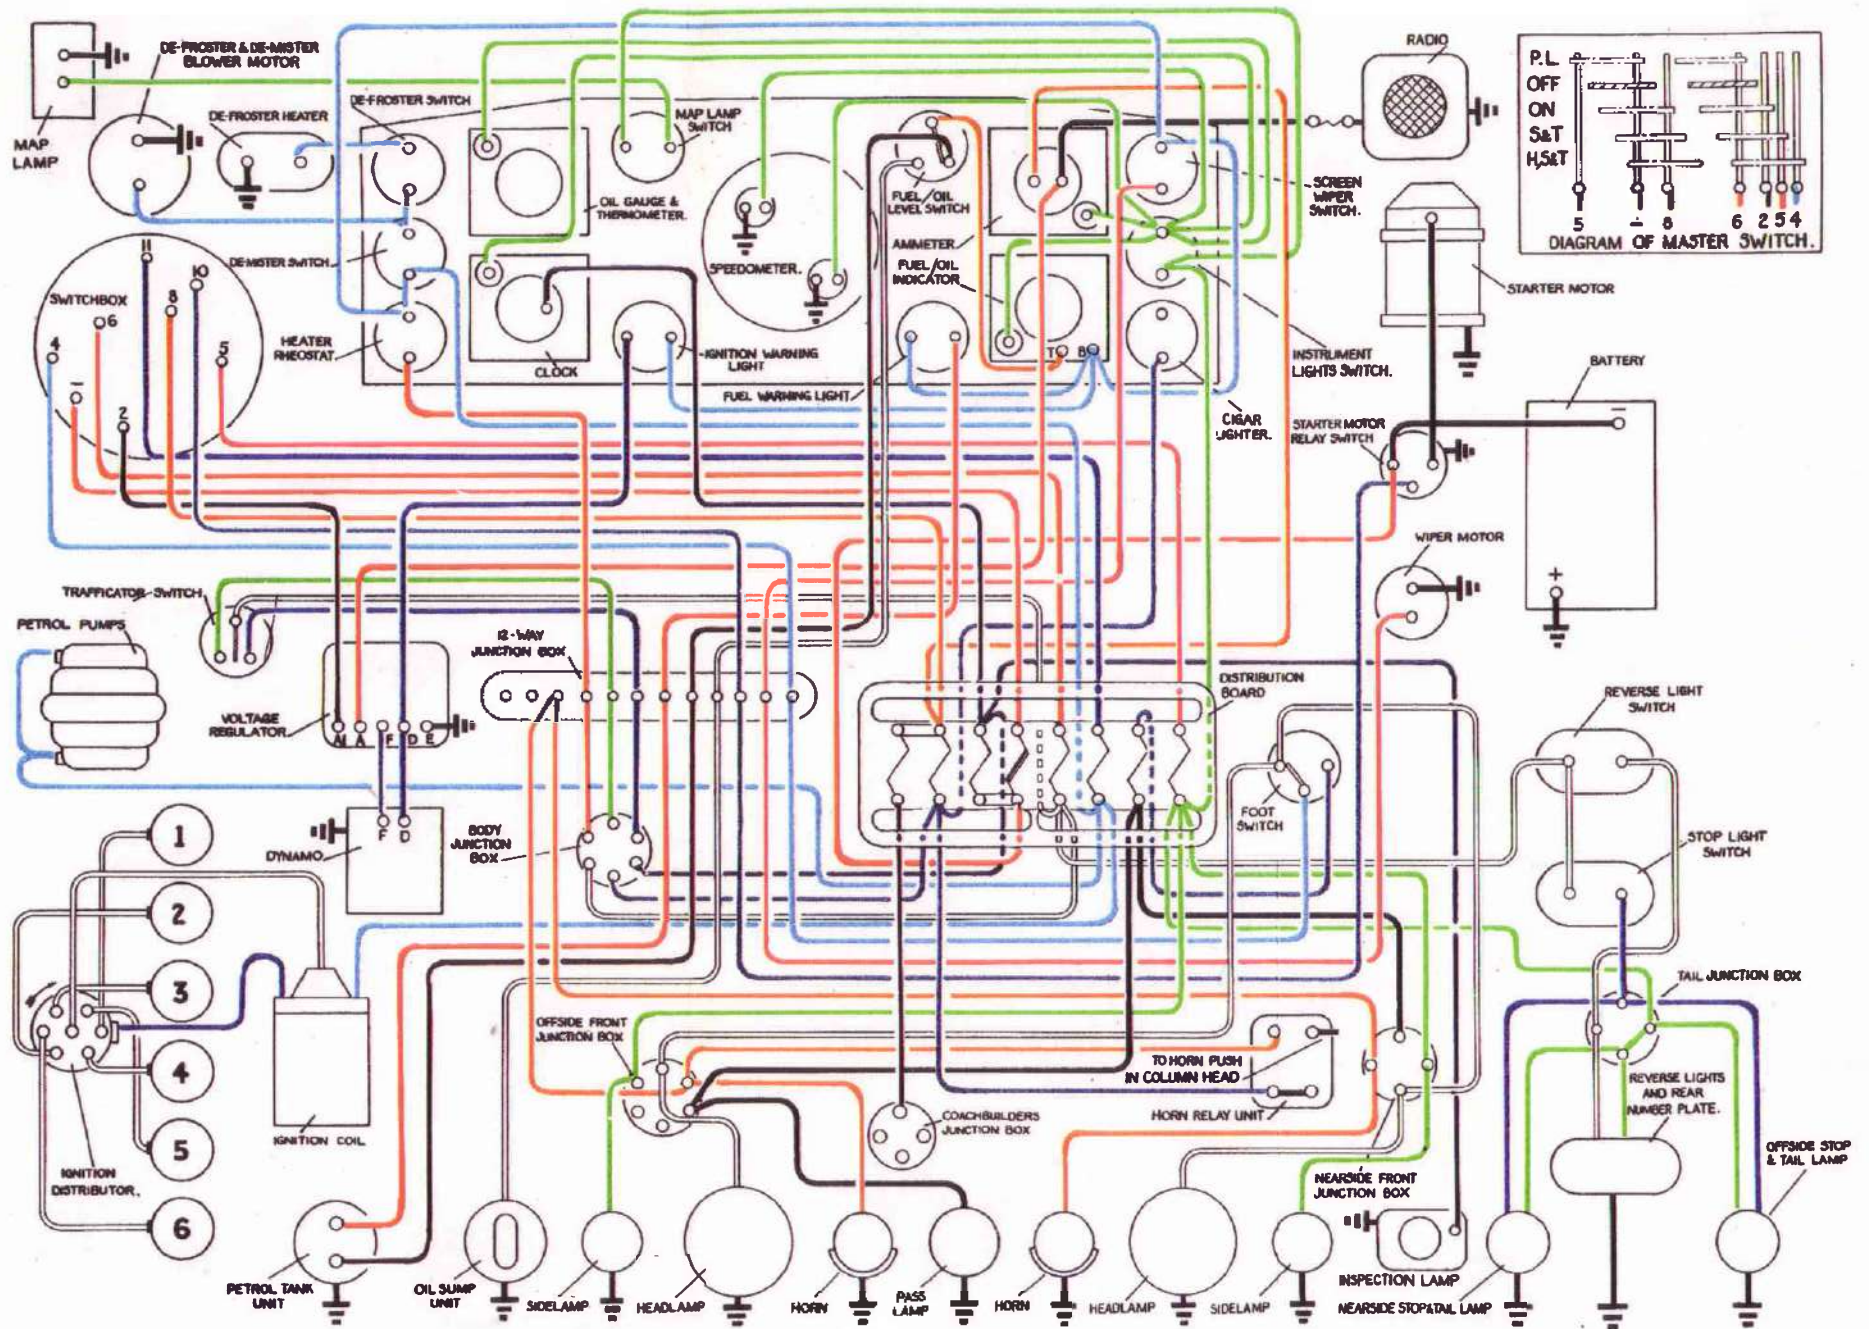 DE-FROSTER & DE-MISTER
BLOWER MOTOR
MAP
LAMP
DE-FROSTER HEATER
DE-FROSTER SWITCH
MAP LAMP
SWITCH
RADIO
P.L.
OFF
ON
S&T
H,S&T
5 - 8 6 2 5 4
DIAGRAM OF MASTER SWITCH.
OIL GAUGE &
THERMOMETER.
FUEL/OIL
LEVEL SWITCH
SCREEN
WIPER
SWITCH.
AMMETER
FUEL/OIL
INDICATOR
SPEEDOMETER.
DE-MISTER SWITCH
STARTER MOTOR
SWITCHBOX
11
10
8
6
4
5
-
2
HEATER
RHEOSTAT.
CLOCK
IGNITION WARNING
LIGHT
FUEL WARNING LIGHT
T B
INSTRUMENT
LIGHTS SWITCH.
CIGAR
LIGHTER.
STARTER MOTOR
RELAY SWITCH
BATTERY
-
+
WIPER MOTOR
TRAFFICATOR SWITCH
PETROL PUMPS
12-WAY
JUNCTION BOX
DISTRIBUTION
BOARD
REVERSE LIGHT
SWITCH
VOLTAGE
REGULATOR
A1 A F D E
FOOT
SWITCH
STOP LIGHT
SWITCH
F D
DYNAMO
BODY
JUNCTION
BOX
1
2
3
4
5
6
TAIL JUNCTION BOX
OFFSIDE FRONT
JUNCTION BOX
TO HORN PUSH
IN COLUMN HEAD
HORN RELAY UNIT
REVERSE LIGHTS
AND REAR
NUMBER PLATE.
COACHBUILDERS
JUNCTION BOX
IGNITION COIL
IGNITION
DISTRIBUTOR.
NEARSIDE FRONT
JUNCTION BOX
OFFSIDE STOP
& TAIL LAMP
PETROL TANK
UNIT
OIL SUMP
UNIT
SIDELAMP
HEADLAMP
HORN
PASS
LAMP
HORN
HEADLAMP
SIDELAMP
INSPECTION LAMP
NEARSIDE STOP & TAIL LAMP